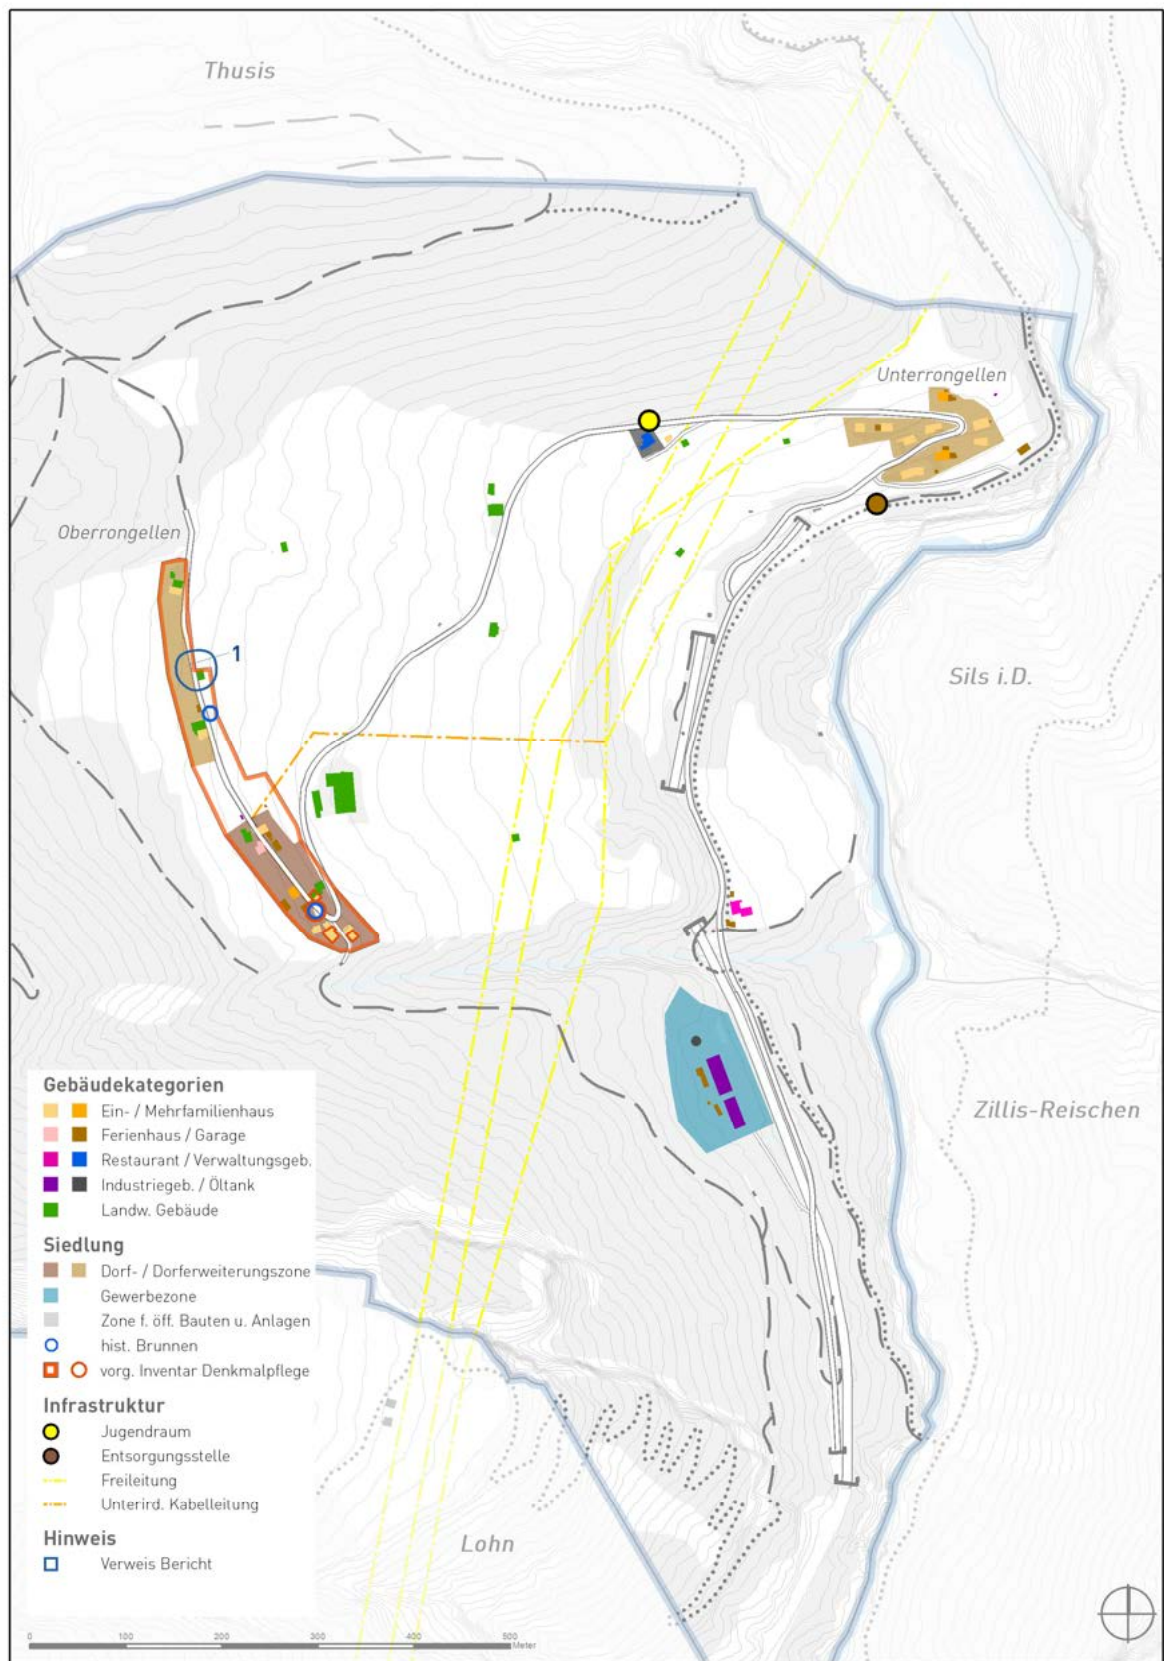 Thusis
Unterrongellen
Oberrongellen
1
Sils i.D.
Zillis-Reischen
Gebäudekategorien
Ein- / Mehrfamilienhaus
Ferienhaus / Garage
Restaurant / Verwaltungsgeb.
Industriegeb. / Öltank
Landw. Gebäude
Siedlung
Dorf- / Dorferweiterungszone
Gewerbezone
Zone f. öff. Bauten u. Anlagen
hist. Brunnen
vorg. Inventar Denkmalpflege
Infrastruktur
Jugendraum
Entsorgungsstelle
Freileitung
Unterird. Kabelleitung
Hinweis
Verweis Bericht
Lohn
0 100 200 300 400 500 Meter